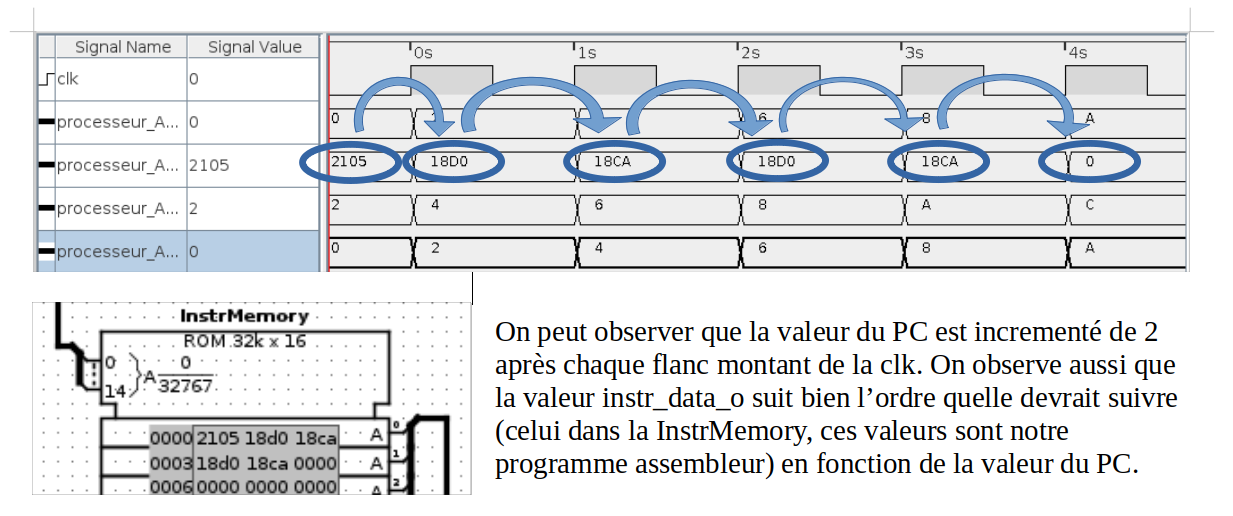 Signal Name Signal Value
0s 1s 2s 3s 4s
clk 0
processeur_A... 0 0 6 8 A
processeur_A... 2105 2105 18D0 18CA 18D0 18CA 0
processeur_A... 2 2 4 6 8 A C
processeur_A... 0 0 2 4 6 8 A
InstrMemory
ROM 32k x 16
0
14
A
0
32767
0000 2105 18d0 18ca A 0
0003 18d0 18ca 0000 A 1
0006 0000 0000 0000 A 2
On peut observer que la valeur du PC est incrementé de 2
après chaque flanc montant de la clk. On observe aussi que
la valeur instr_data_o suit bien l’ordre quelle devrait suivre
(celui dans la InstrMemory, ces valeurs sont notre
programme assembleur) en fonction de la valeur du PC.